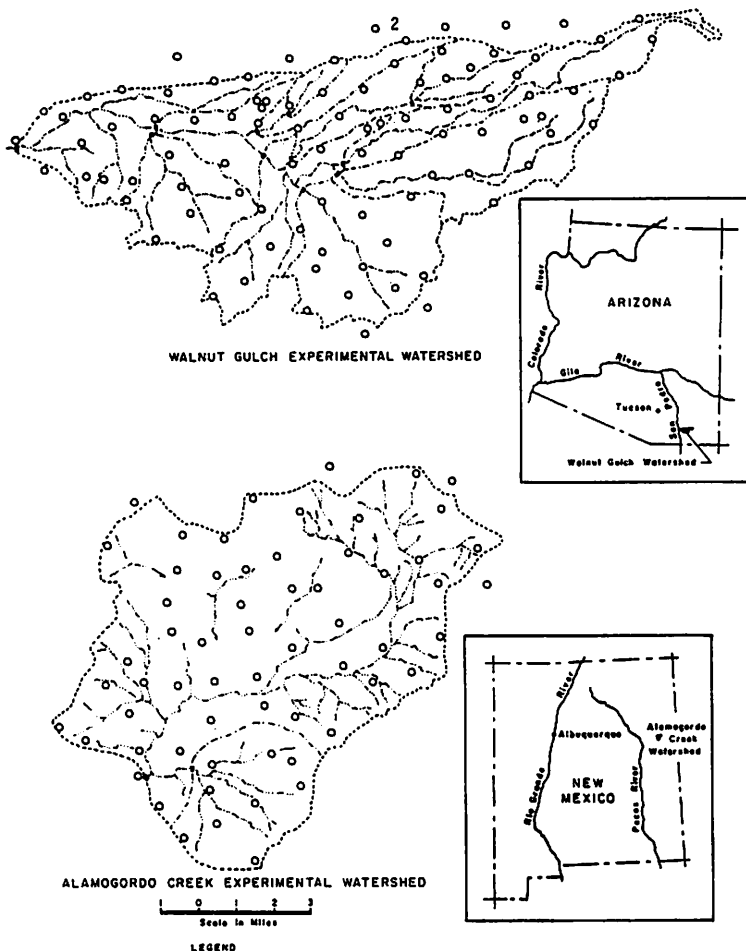 2
WALNUT GULCH EXPERIMENTAL WATERSHED
ARIZONA
Colorado River
Gila River
Tucson
San Pedro
Walnut Gulch Watershed
ALAMOGORDO CREEK EXPERIMENTAL WATERSHED
1 0 1 2 3
Scale in Miles
LEGEND
River
Albuquerque
Alamogordo
Creek
Watershed
Rio Grande
NEW
MEXICO
Pecos River